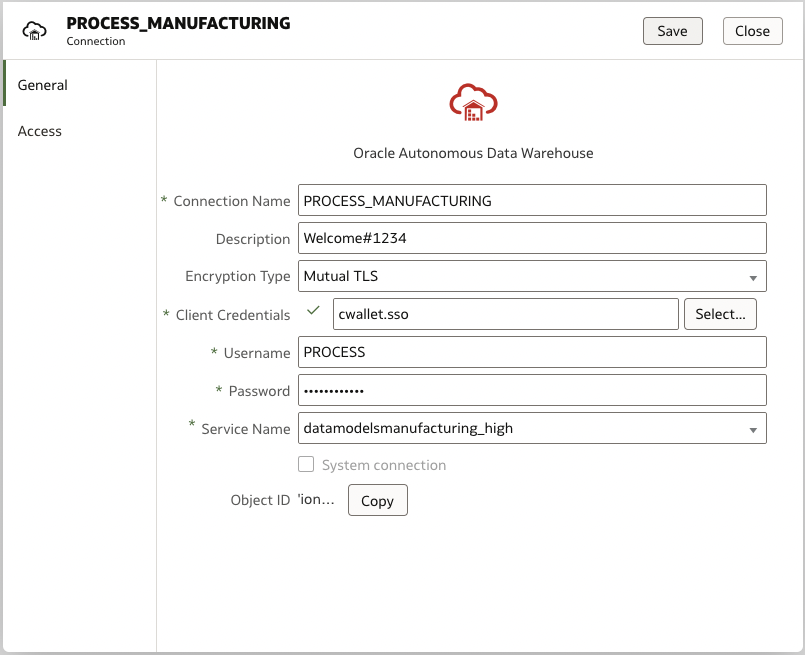 PROCESS_MANUFACTURING
Connection
Save
Close
General
Access
Oracle Autonomous Data Warehouse
* Connection Name PROCESS_MANUFACTURING
Description Welcome#1234
Encryption Type Mutual TLS
* Client Credentials cwallet.sso Select...
* Username PROCESS
* Password ••••••••••••
* Service Name datamodelsmanufacturing_high
System connection
Object ID 'ion... Copy